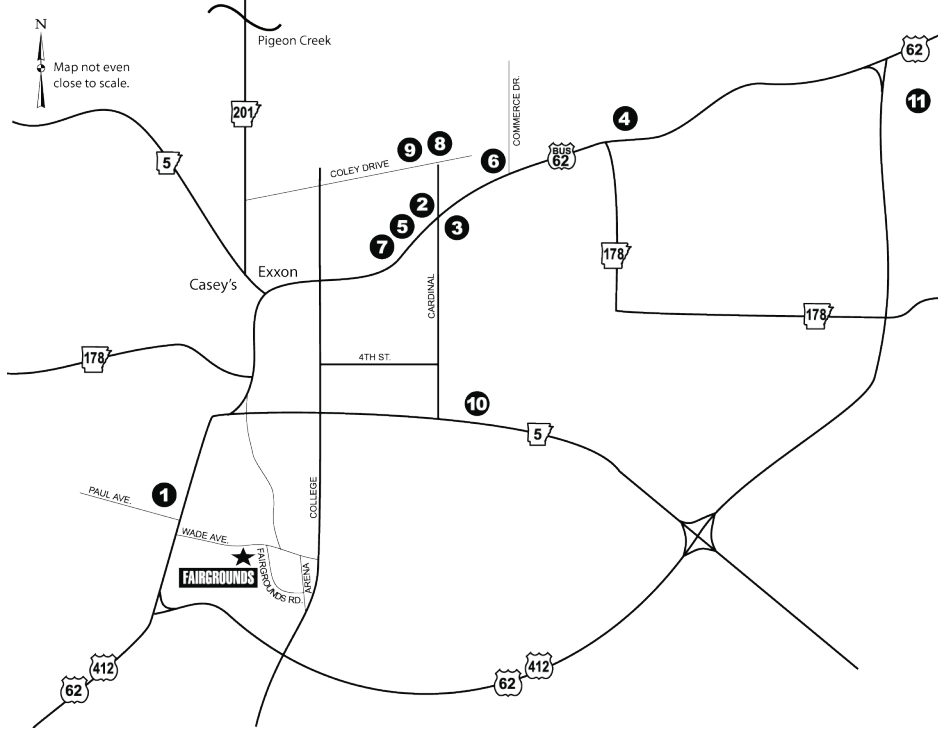 N
Pigeon Creek
Map not even
close to scale.
62
11
201
COMMERCE DR.
4
5
9
8
COLEY DRIVE
6
BUS
62
2
5
3
7
178
Exxon
Casey's
CARDINAL
178
178
4TH ST.
10
5
PAUL AVE.
1
COLLEGE
WADE AVE.
FAIRGROUNDS
FAIRGROUNDS RD.
ARENA
412
62
412
62